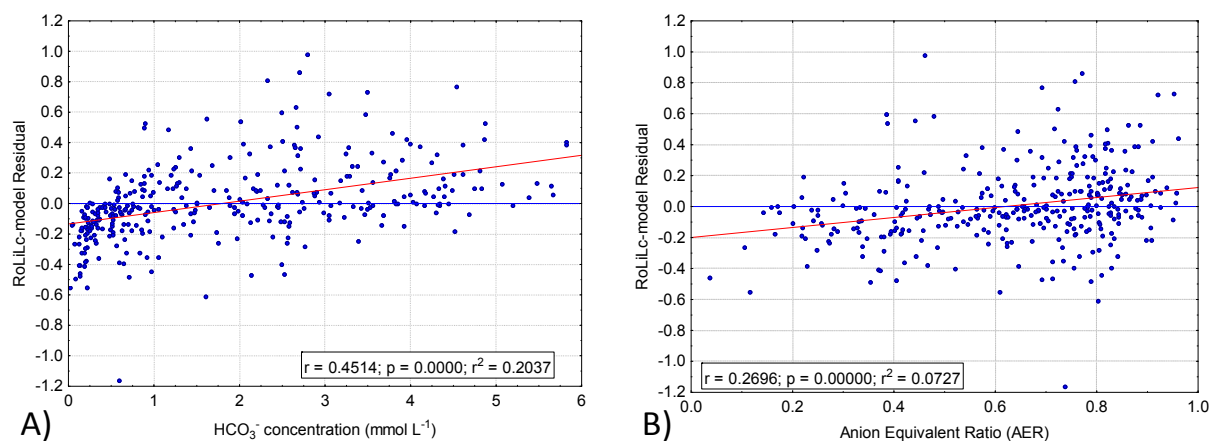 1.2
1.0
0.8
0.6
0.4
0.2
0.0
-0.2
-0.4
-0.6
-0.8
-1.0
-1.2
RoLiLc-model Residual
r = 0.4514; p = 0.0000; r² = 0.2037
0 1 2 3 4 5 6
HCO₃⁻ concentration (mmol L⁻¹)
A)
1.2
1.0
0.8
0.6
0.4
0.2
0.0
-0.2
-0.4
-0.6
-0.8
-1.0
-1.2
RoLiLc-model Residual
r = 0.2696; p = 0.00000; r² = 0.0727
0.0 0.2 0.4 0.6 0.8 1.0
Anion Equivalent Ratio (AER)
B)